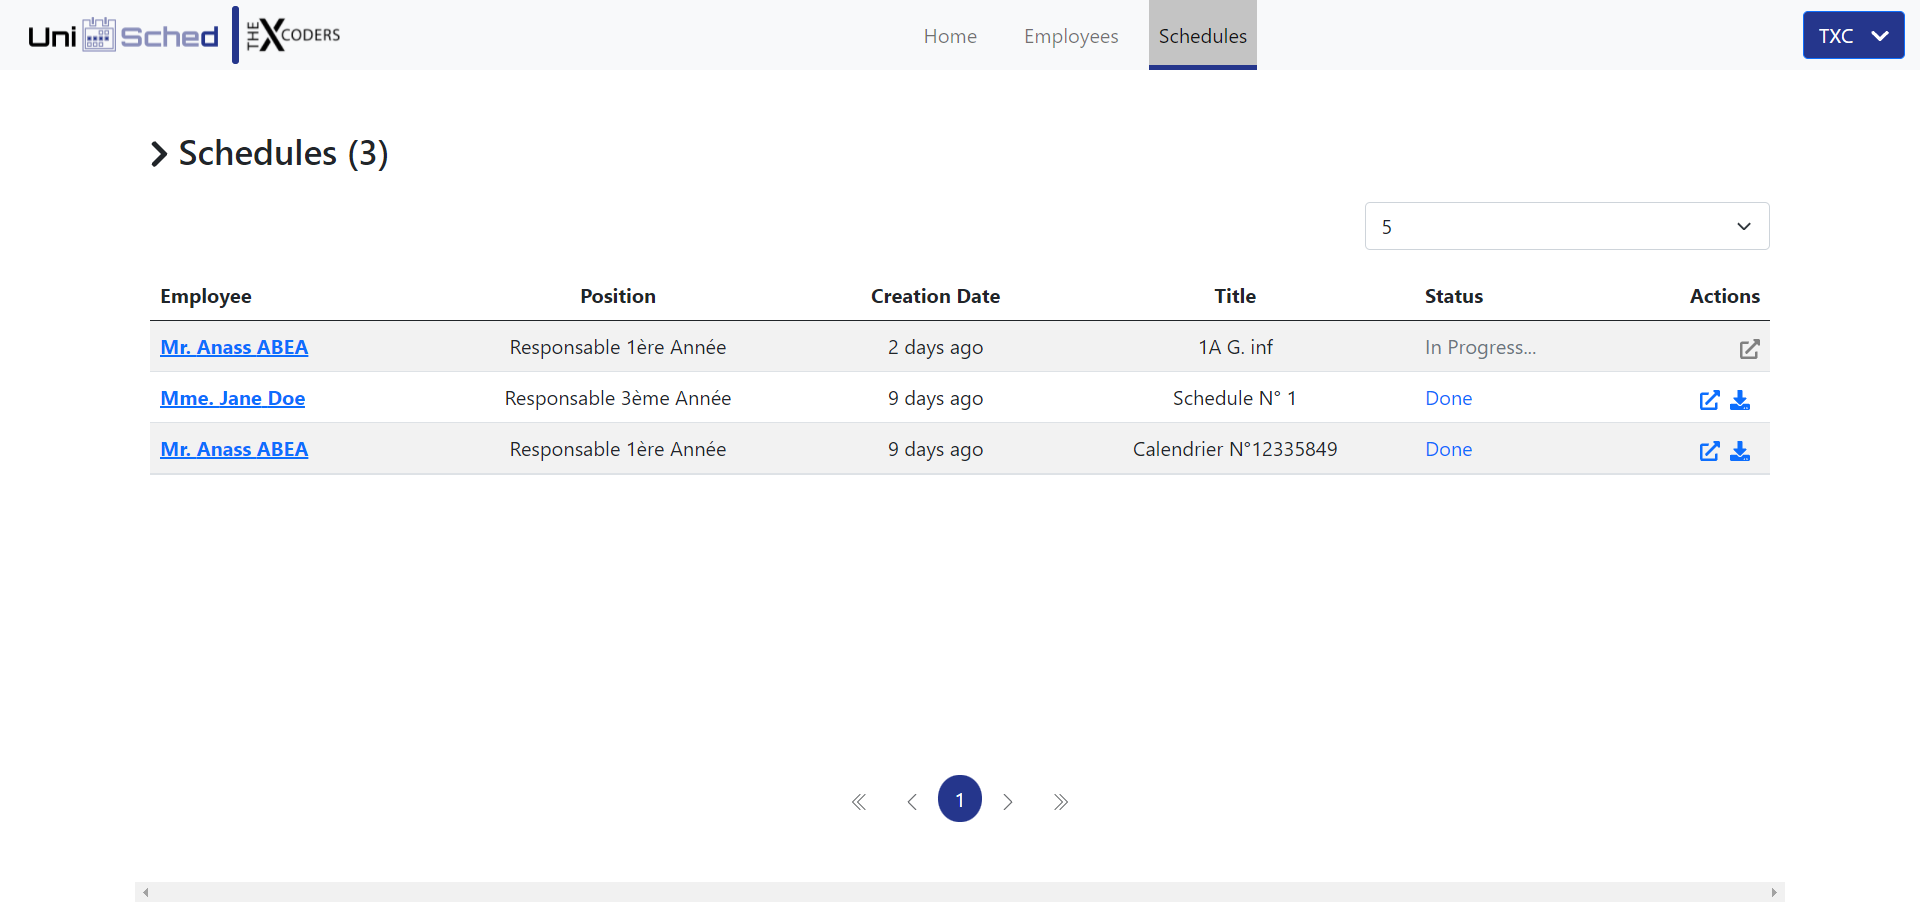 Uni Sched THE XCODERS Home Employees Schedules TXC
Schedules (3)
5
Employee Position Creation Date Title Status Actions
Mr. Anass ABEA Responsable 1ère Année 2 days ago 1A G. inf In Progress...
Mme. Jane Doe Responsable 3ème Année 9 days ago Schedule N° 1 Done
Mr. Anass ABEA Responsable 1ère Année 9 days ago Calendrier N°12335849 Done
1